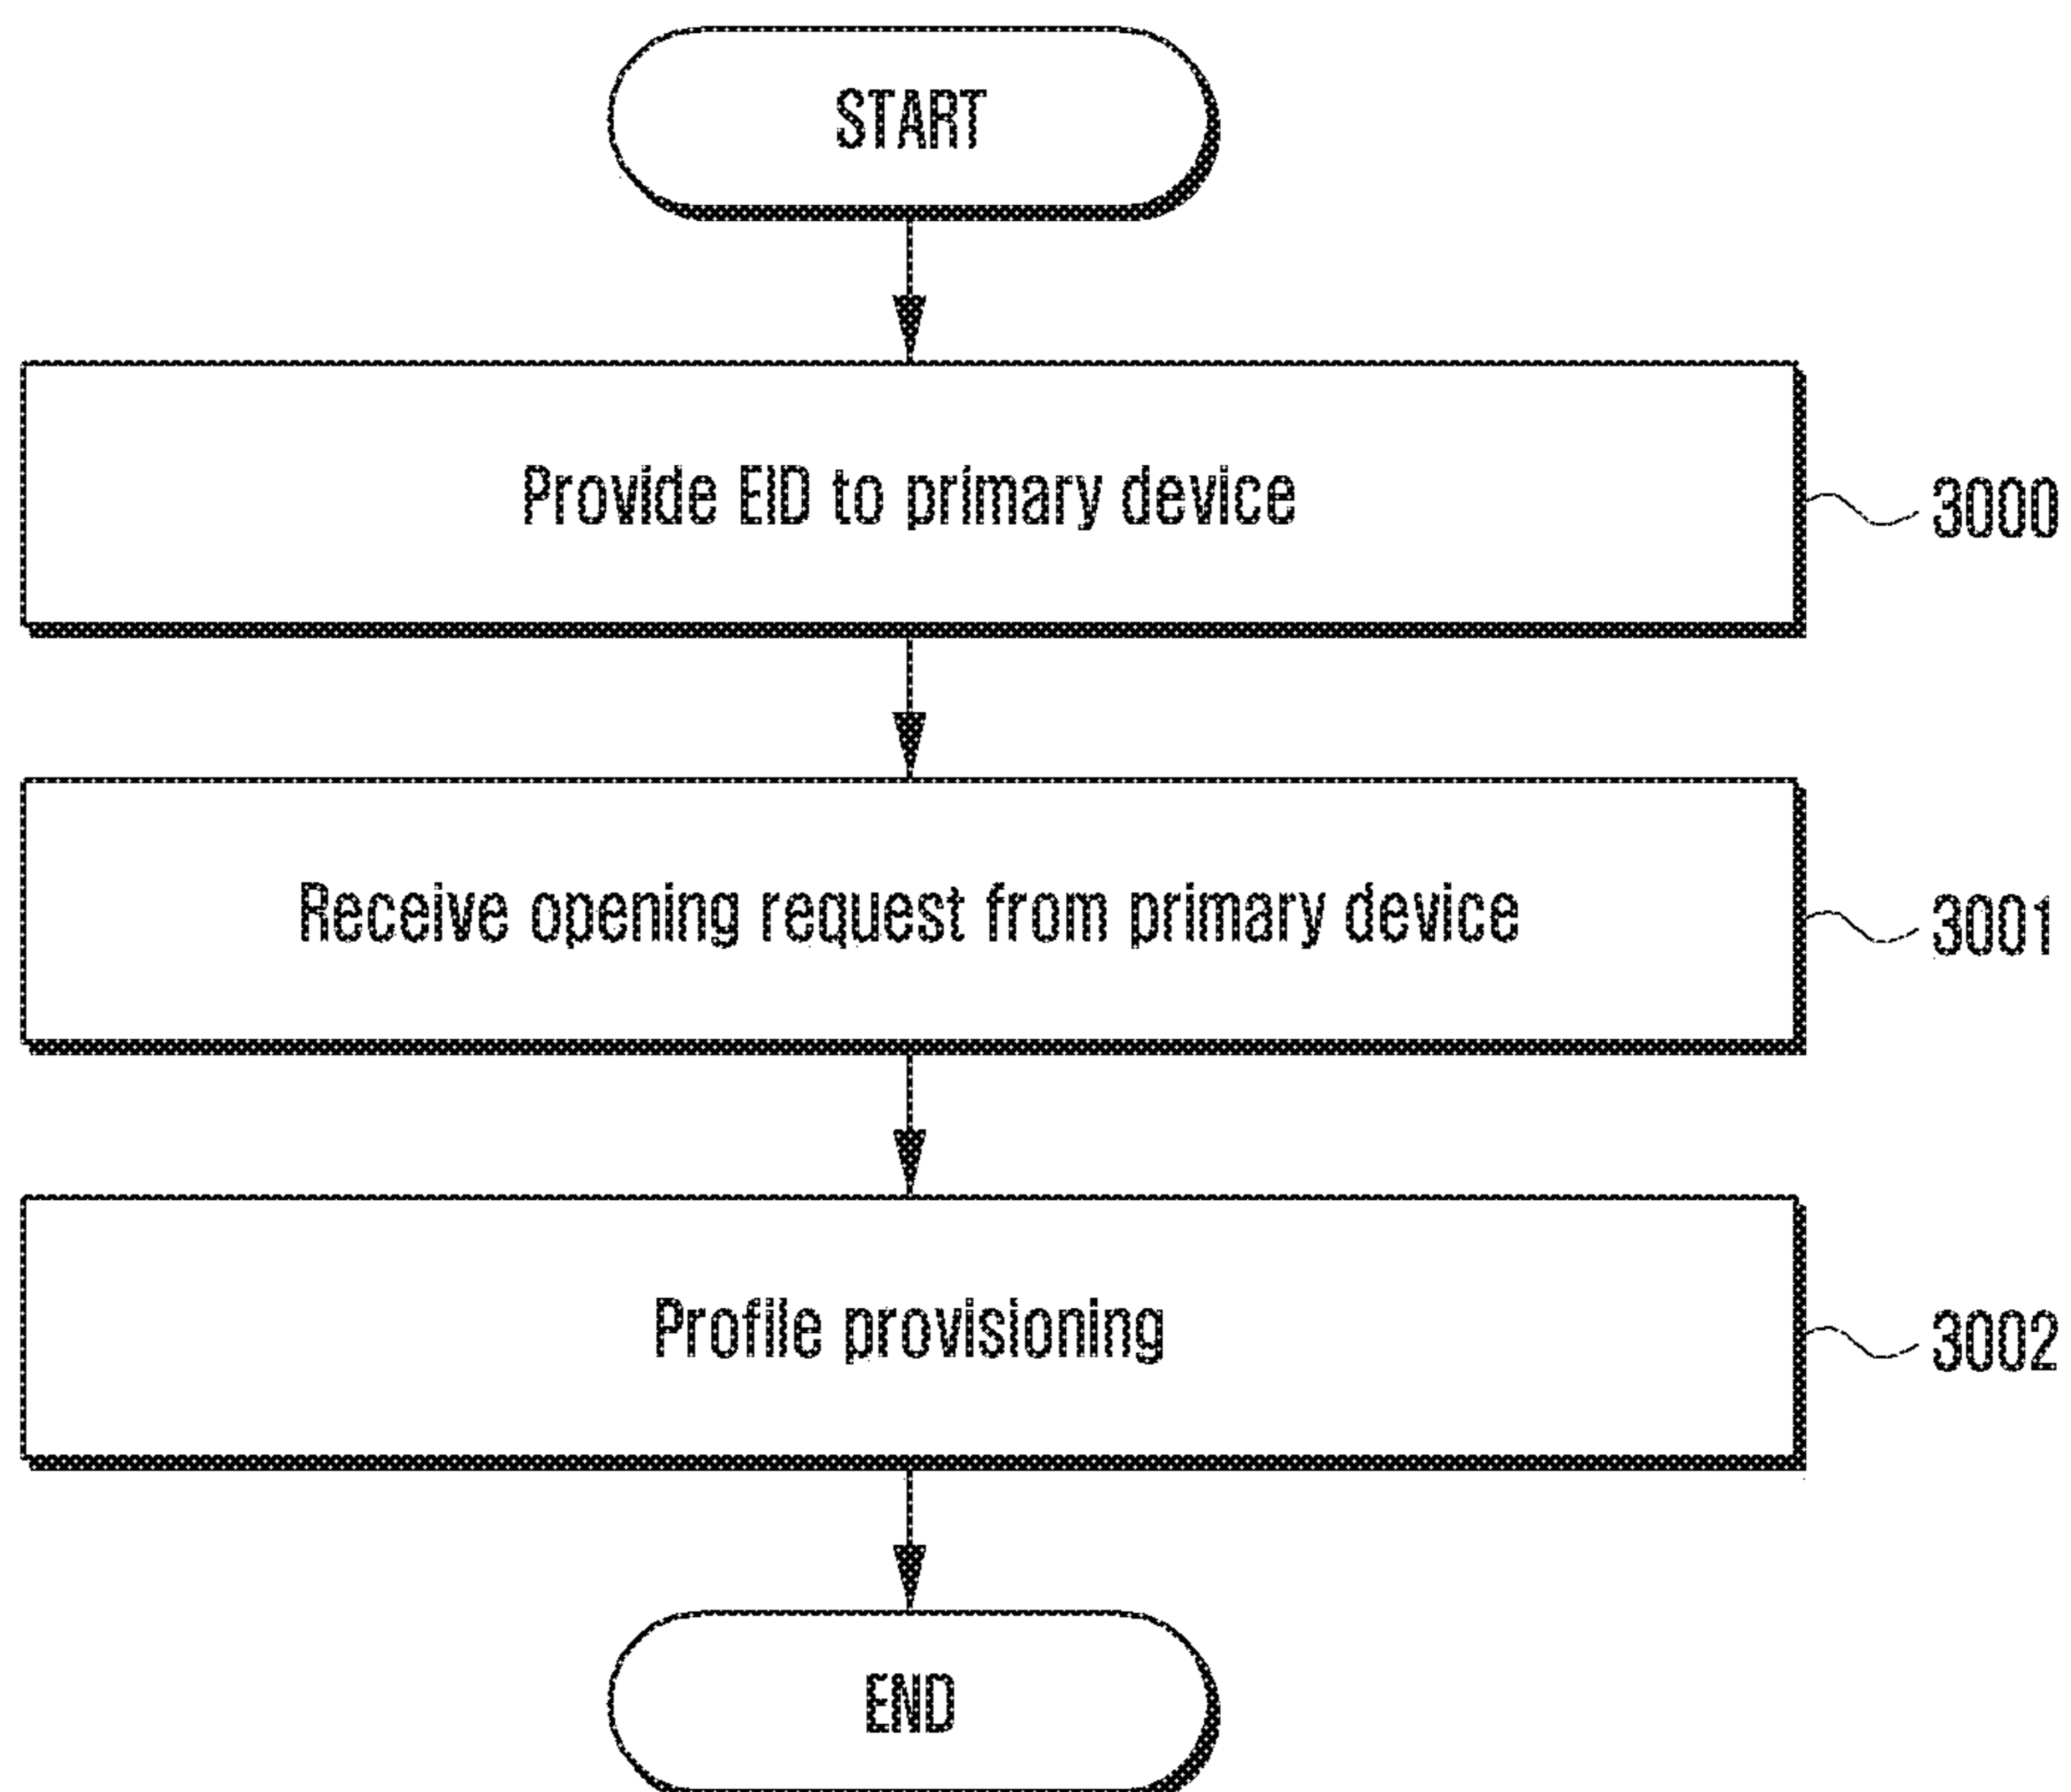 START
Provide EID to primary device
3000
Receive opening request from primary device
3001
Profile provisioning
3002
END